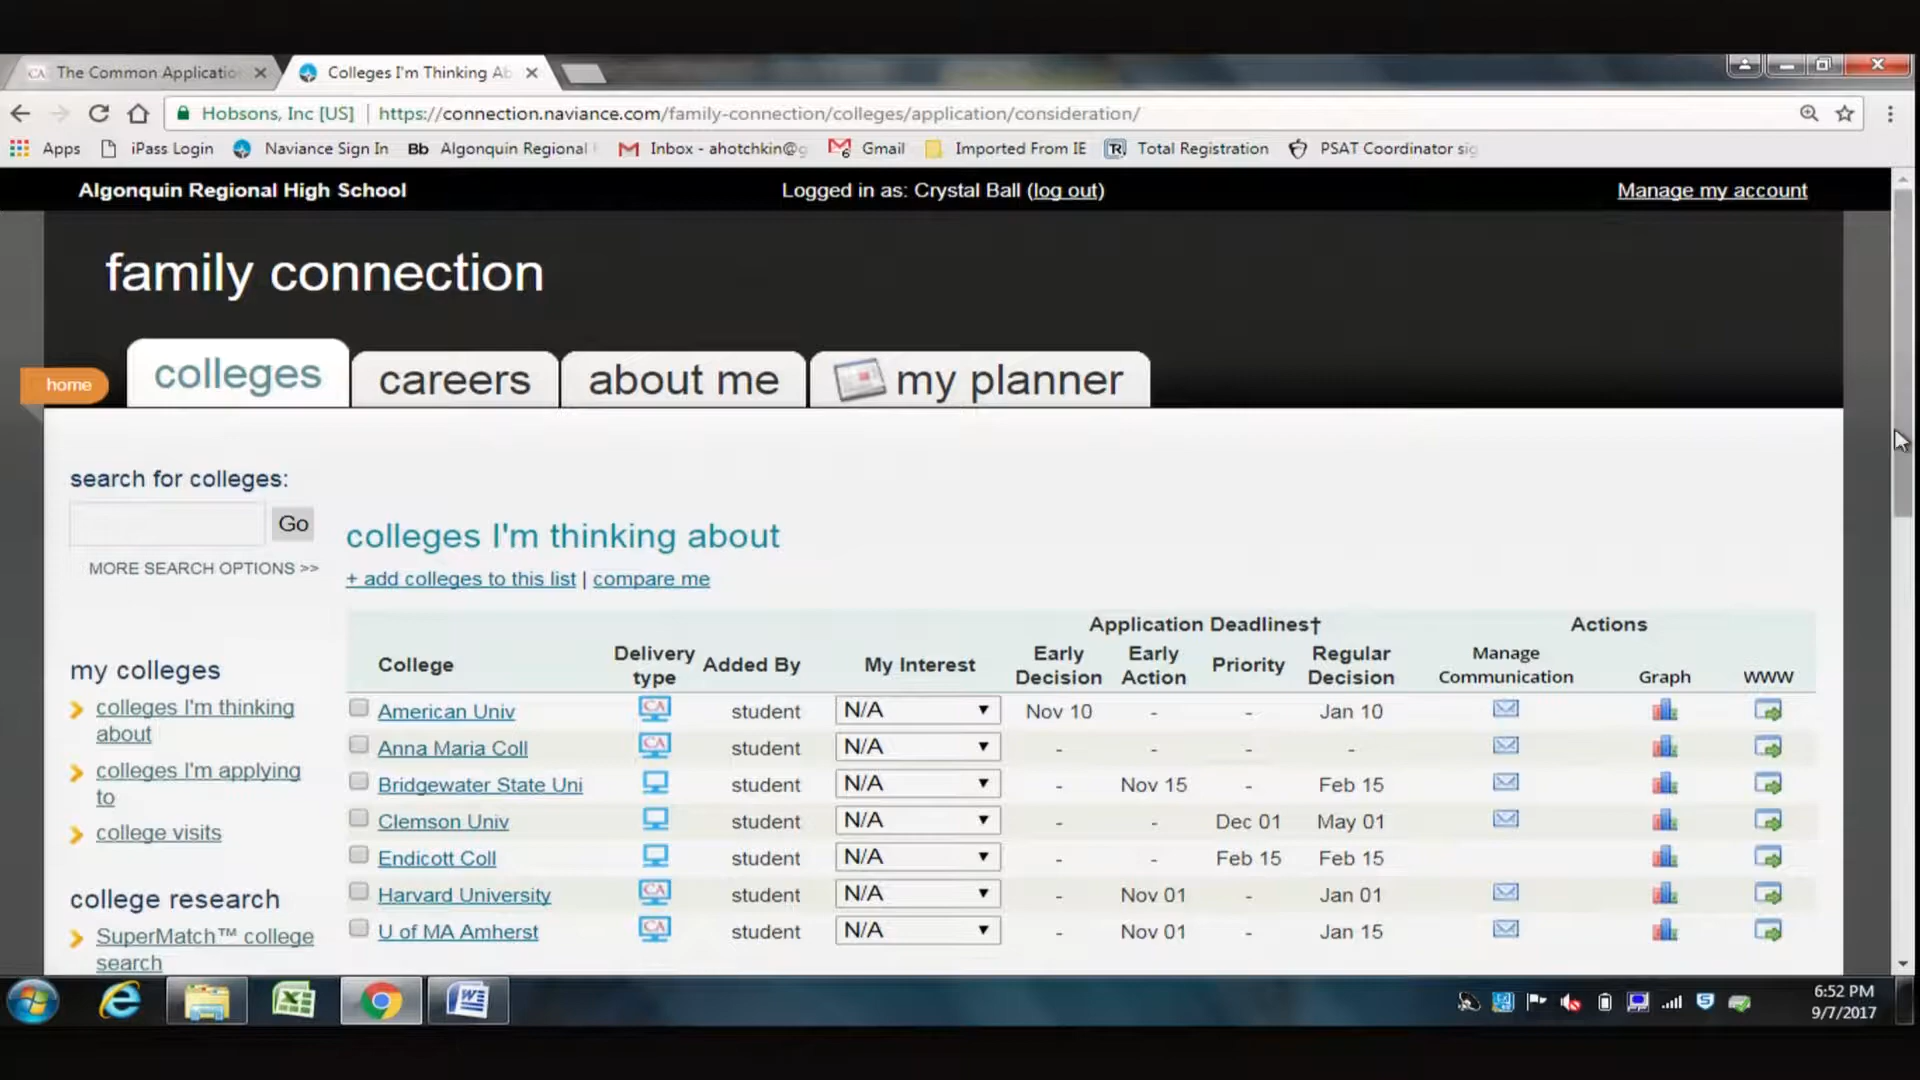 The Common Applicatio
Colleges I'm Thinking Ab
Hobsons, Inc [US] | https://connection.naviance.com/family-connection/colleges/application/consideration/
Apps iPass Login Naviance Sign In Bb Algonquin Regional Inbox - ahotchkin@g Gmail Imported From IE Total Registration PSAT Coordinator sig
Algonquin Regional High School Logged in as: Crystal Ball (log out) Manage my account
family connection
home colleges careers about me my planner
search for colleges:
Go
MORE SEARCH OPTIONS >>
my colleges
colleges I'm thinking
about
colleges I'm applying
to
college visits
college research
SuperMatch™ college
search
colleges I'm thinking about
+ add colleges to this list | compare me
Application Deadlines† Actions
College Delivery type Added By My Interest Early Decision Early Action Priority Regular Decision Manage Communication Graph WWW
American Univ CA student N/A Nov 10 - - Jan 10
Anna Maria Coll CA student N/A - - - -
Bridgewater State Uni student N/A - Nov 15 - Feb 15
Clemson Univ student N/A - - Dec 01 May 01
Endicott Coll student N/A - - Feb 15 Feb 15
Harvard University CA student N/A - Nov 01 - Jan 01
U of MA Amherst CA student N/A - Nov 01 - Jan 15
6:52 PM
9/7/2017